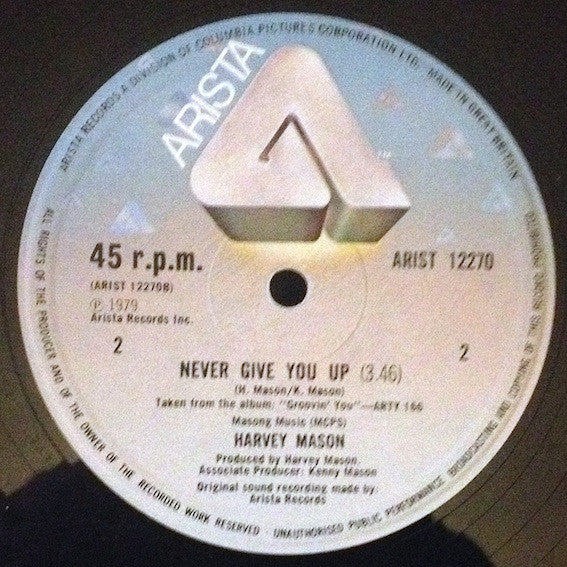 ARISTA RECORDS A DIVISION OF COLUMBIA PICTURES CORPORATION LTD. MADE IN GREAT BRITAIN
ARISTA
TM
45 r.p.m.
ARIST 12270
(ARIST 12270B)
℗ 1979
Arista Records Inc.
2
2
NEVER GIVE YOU UP (3.46)
(H. Mason/K. Mason)
Taken from the album: "Groovin' You"—ARTY 166
Masong Music (MCPS)
HARVEY MASON
Produced by Harvey Mason
Associate Producer: Kenny Mason
Original sound recording made by:
Arista Records
ALL RIGHTS OF THE PRODUCER AND OF THE OWNER OF THE RECORDED WORK RESERVED - UNAUTHORISED PUBLIC PERFORMANCE BROADCASTING AND COPYING OF THIS RECORD PROHIBITED